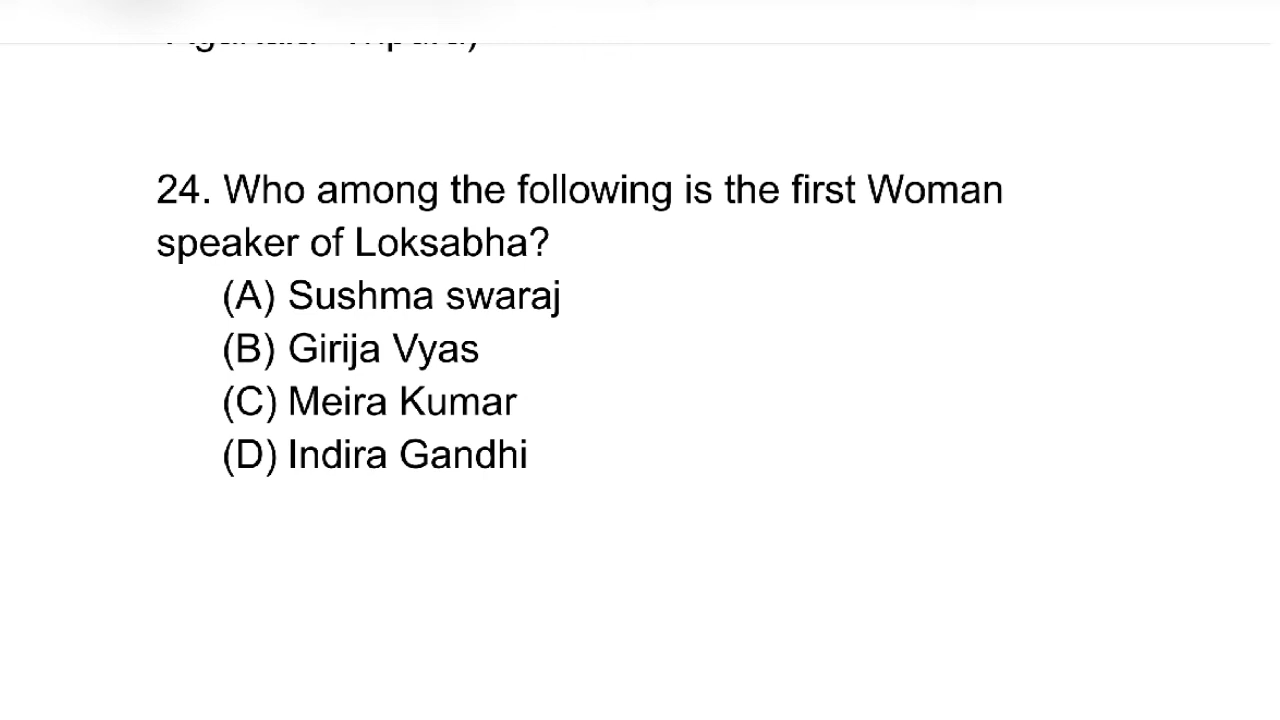 24. Who among the following is the first Woman
speaker of Loksabha?
(A) Sushma swaraj
(B) Girija Vyas
(C) Meira Kumar
(D) Indira Gandhi